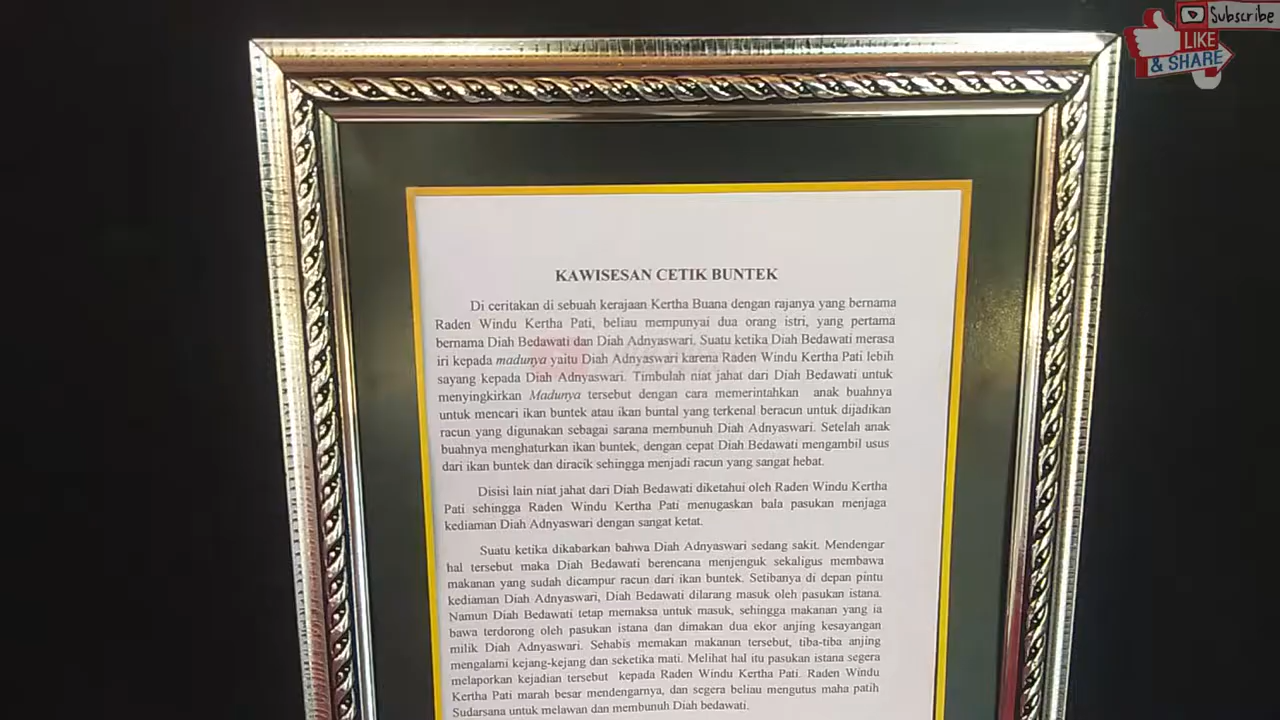 Subscribe
LIKE
& SHARE
KAWISESAN CETIK BUNTEK
Di ceritakan di sebuah kerajaan Kertha Buana dengan rajanya yang bernama
Raden Windu Kertha Pati, beliau mempunyai dua orang istri, yang pertama
bernama Diah Bedawati dan Diah Adnyaswari. Suatu ketika Diah Bedawati merasa
iri kepada madunya yaitu Diah Adnyaswari karena Raden Windu Kertha Pati lebih
sayang kepada Diah Adnyaswari. Timbulah niat jahat dari Diah Bedawati untuk
menyingkirkan Madunya tersebut dengan cara memerintahkan anak buahnya
untuk mencari ikan buntek atau ikan buntal yang terkenal beracun untuk dijadikan
racun yang digunakan sebagai sarana membunuh Diah Adnyaswari. Setelah anak
buahnya menghaturkan ikan buntek, dengan cepat Diah Bedawati mengambil usus
dari ikan buntek dan diracik sehingga menjadi racun yang sangat hebat.
Disisi lain niat jahat dari Diah Bedawati diketahui oleh Raden Windu Kertha
Pati sehingga Raden Windu Kertha Pati menugaskan bala pasukan menjaga
kediaman Diah Adnyaswari dengan sangat ketat.
Suatu ketika dikabarkan bahwa Diah Adnyaswari sedang sakit. Mendengar
hal tersebut maka Diah Bedawati berencana menjenguk sekaligus membawa
makanan yang sudah dicampur racun dari ikan buntek. Setibanya di depan pintu
kediaman Diah Adnyaswari, Diah Bedawati dilarang masuk oleh pasukan istana.
Namun Diah Bedawati tetap memaksa untuk masuk, sehingga makanan yang ia
bawa terdorong oleh pasukan istana dan dimakan dua ekor anjing kesayangan
milik Diah Adnyaswari. Sehabis memakan makanan tersebut, tiba-tiba anjing
mengalami kejang-kejang dan seketika mati. Melihat hal itu pasukan istana segera
melaporkan kejadian tersebut kepada Raden Windu Kertha Pati. Raden Windu
Kertha Pati marah besar mendengarnya, dan segera beliau mengutus maha patih
Sudarsana untuk melawan dan membunuh Diah bedawati.